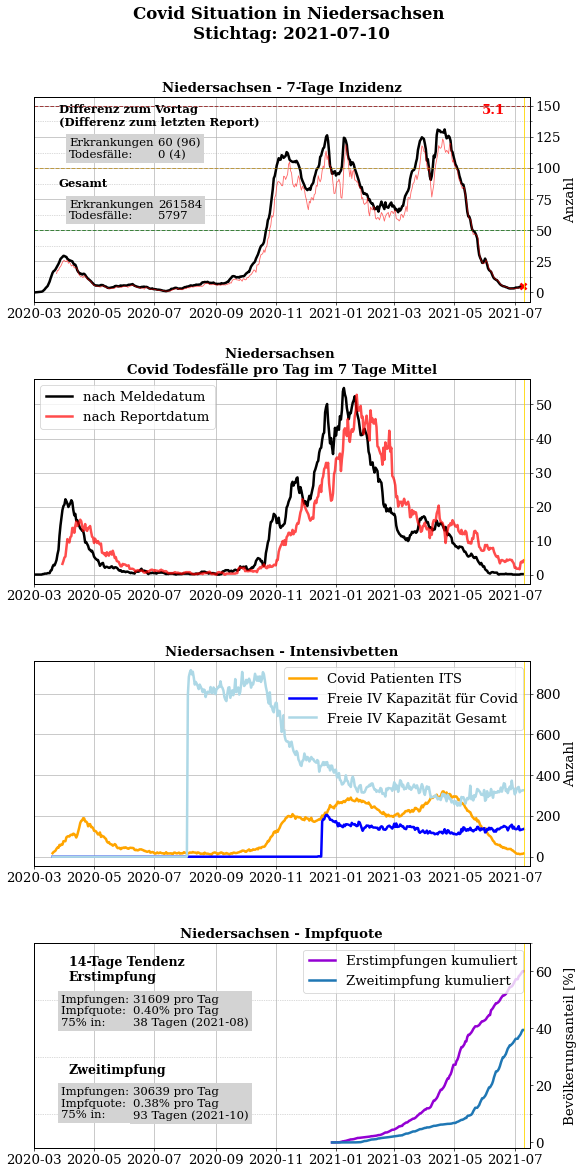 Covid Situation in Niedersachsen
Stichtag: 2021-07-10
Niedersachsen - 7-Tage Inzidenz
Differenz zum Vortag
(Differenz zum letzten Report)
Erkrankungen 60 (96)
Todesfälle: 0 (4)
Gesamt
Erkrankungen 261584
Todesfälle: 5797
5.1
150
125
100
75
50
25
0
Anzahl
2020-03 2020-05 2020-07 2020-09 2020-11 2021-01 2021-03 2021-05 2021-07
Niedersachsen
Covid Todesfälle pro Tag im 7 Tage Mittel
nach Meldedatum
nach Reportdatum
50
40
30
20
10
0
2020-03 2020-05 2020-07 2020-09 2020-11 2021-01 2021-03 2021-05 2021-07
Niedersachsen - Intensivbetten
Covid Patienten ITS
Freie IV Kapazität für Covid
Freie IV Kapazität Gesamt
800
600
400
200
0
Anzahl
2020-03 2020-05 2020-07 2020-09 2020-11 2021-01 2021-03 2021-05 2021-07
Niedersachsen - Impfquote
14-Tage Tendenz
Erstimpfung
Impfungen: 31609 pro Tag
Impfquote: 0.40% pro Tag
75% in: 38 Tagen (2021-08)
Zweitimpfung
Impfungen: 30639 pro Tag
Impfquote: 0.38% pro Tag
75% in: 93 Tagen (2021-10)
Erstimpfungen kumuliert
Zweitimpfung kumuliert
60
40
20
0
Bevölkerungsanteil [%]
2020-03 2020-05 2020-07 2020-09 2020-11 2021-01 2021-03 2021-05 2021-07